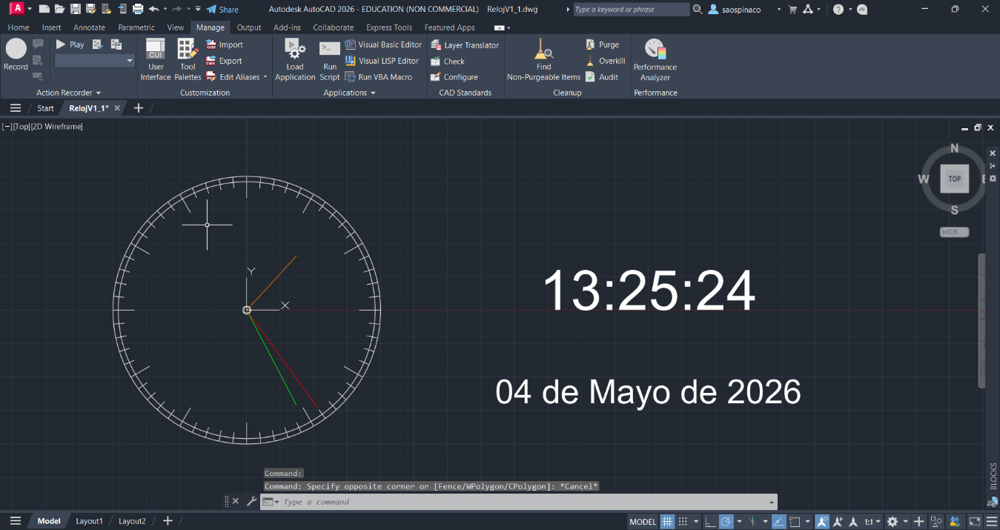 A Share Autodesk AutoCAD 2026 - EDUCATION (NON COMMERCIAL) RelojV1_1.dwg Type a keyword or phrase saospinaco
Home Insert Annotate Parametric View Manage Output Add-ins Collaborate Express Tools Featured Apps
Record
Play
Action Recorder
CUI
User
Interface
Tool
Palettes
Import
Export
Edit Aliases
Customization
Load
Application
Run
Script
Visual Basic Editor
Visual LISP Editor
Run VBA Macro
Applications
Layer Translator
Check
Configure
CAD Standards
Find
Non-Purgeable Items
Purge
Overkill
Audit
Cleanup
Performance
Analyzer
Performance
Start RelojV1_1*
[−][Top][2D Wireframe]
N
W TOP E
S
WCS
Y
X
13:25:24
04 de Mayo de 2026
Command:
Command: Specify opposite corner or [Fence/WPolygon/CPolygon]: *Cancel*
Type a command
BLOCKS
Model Layout1 Layout2 MODEL 1:1